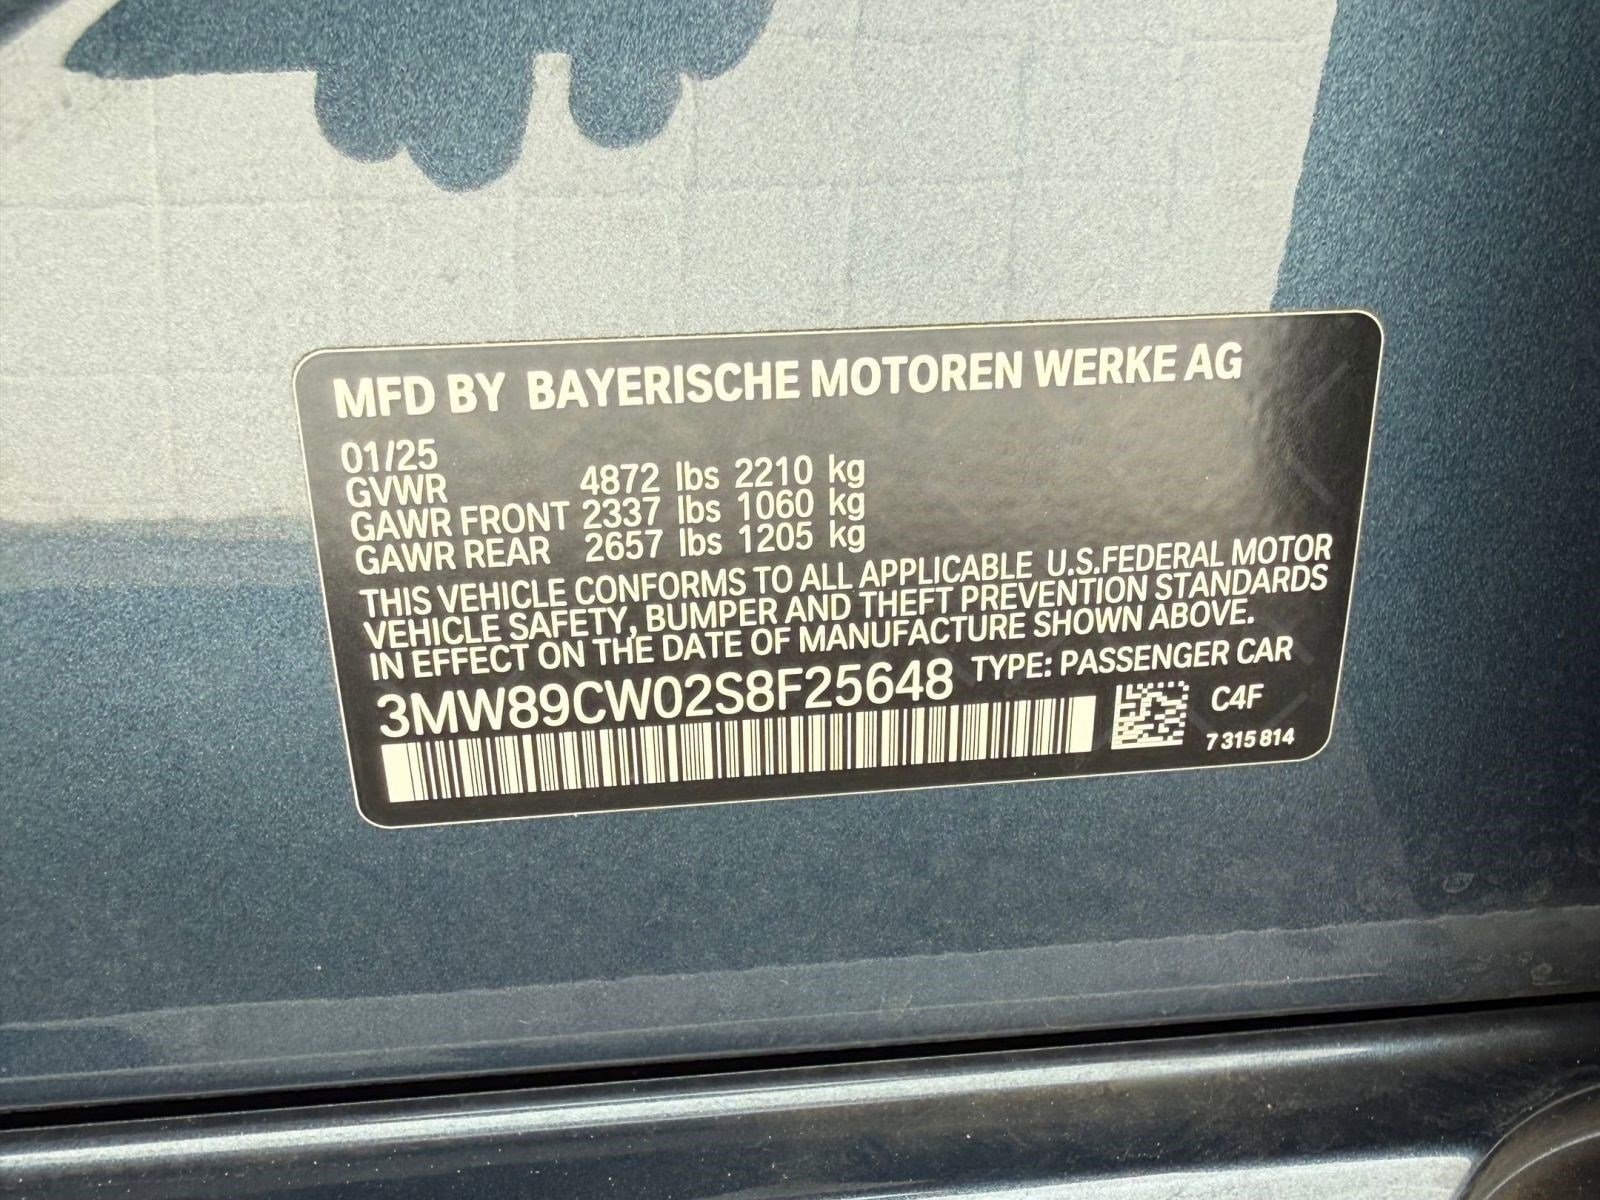 MFD BY BAYERISCHE MOTOREN WERKE AG
01/25
GVWR 4872 lbs 2210 kg
GAWR FRONT 2337 lbs 1060 kg
GAWR REAR 2657 lbs 1205 kg
THIS VEHICLE CONFORMS TO ALL APPLICABLE U.S.FEDERAL MOTOR
VEHICLE SAFETY, BUMPER AND THEFT PREVENTION STANDARDS
IN EFFECT ON THE DATE OF MANUFACTURE SHOWN ABOVE.
3MW89CW02S8F25648 TYPE: PASSENGER CAR
C4F
7 315 814